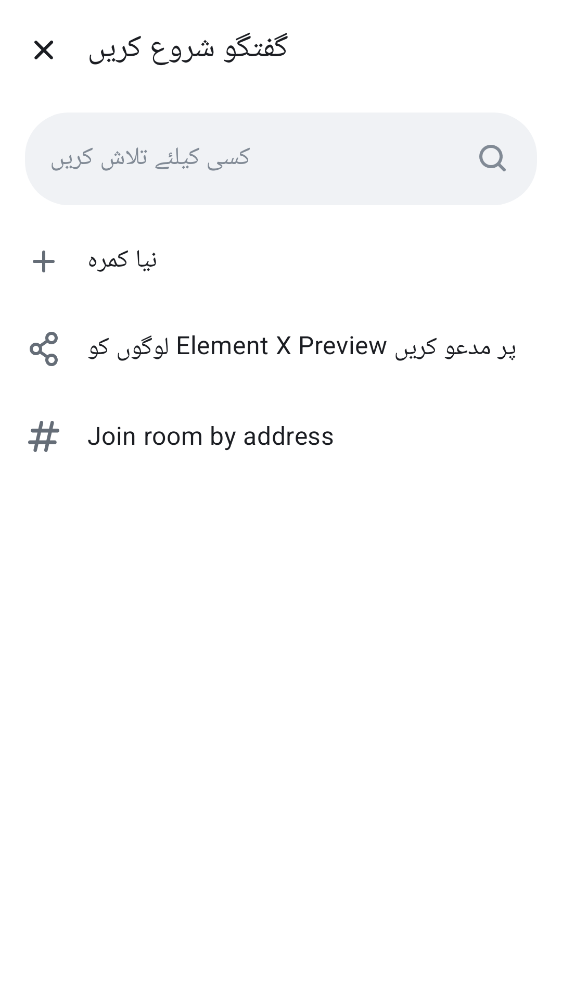 گفتگو شروع کریں
کسی کیلئے تلاش کریں
نیا کمرہ
لوگوں کو Element X Preview پر مدعو کریں
Join room by address